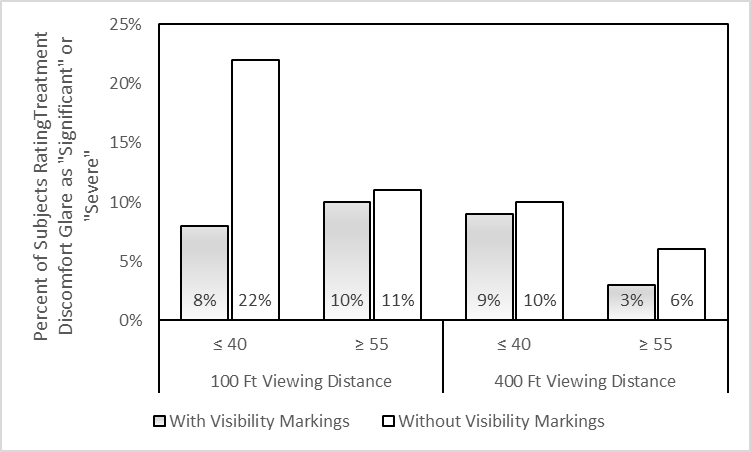 Percent of Subjects RatingTreatment
Discomfort Glare as "Significant" or
"Severe"
25%
20%
15%
10%
5%
0%
8%
22%
10%
11%
9%
10%
3%
6%
≤ 40
≥ 55
≤ 40
≥ 55
100 Ft Viewing Distance
400 Ft Viewing Distance
With Visibility Markings
Without Visibility Markings